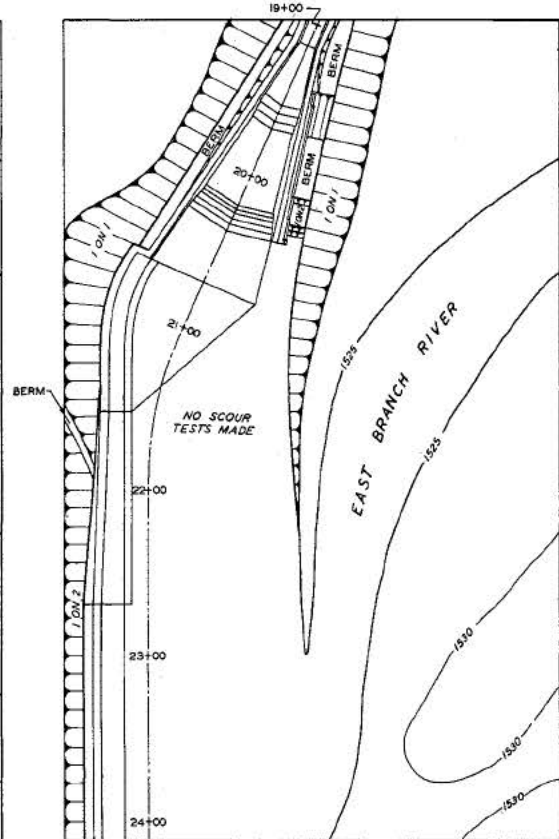 19+00
BERM
BERM
20+00
BERM
1 ON 1
1 ON 1
21+00
1525
EAST BRANCH RIVER
BERM
NO SCOUR
TESTS MADE
1525
22+00
1 ON 2
1530
23+00
1530
1530
24+00